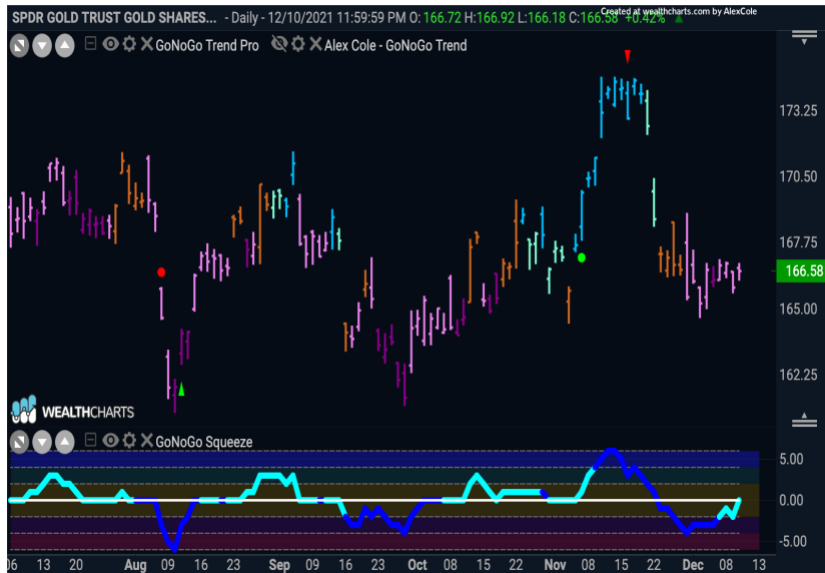 Created at wealthcharts.com by AlexCole
SPDR GOLD TRUST GOLD SHARES... - Daily - 12/10/2021 11:59:59 PM O: 166.72 H:166.92 L:166.18 C:166.58 +0.42%
GoNoGo Trend Pro Alex Cole - GoNoGo Trend
173.25
170.50
167.75
166.58
165.00
162.25
WEALTHCHARTS
GoNoGo Squeeze
5.00
0.00
-5.00
06 13 20 Aug 09 16 23 Sep 09 16 22 Oct 08 15 22 Nov 08 15 22 Dec 08 13